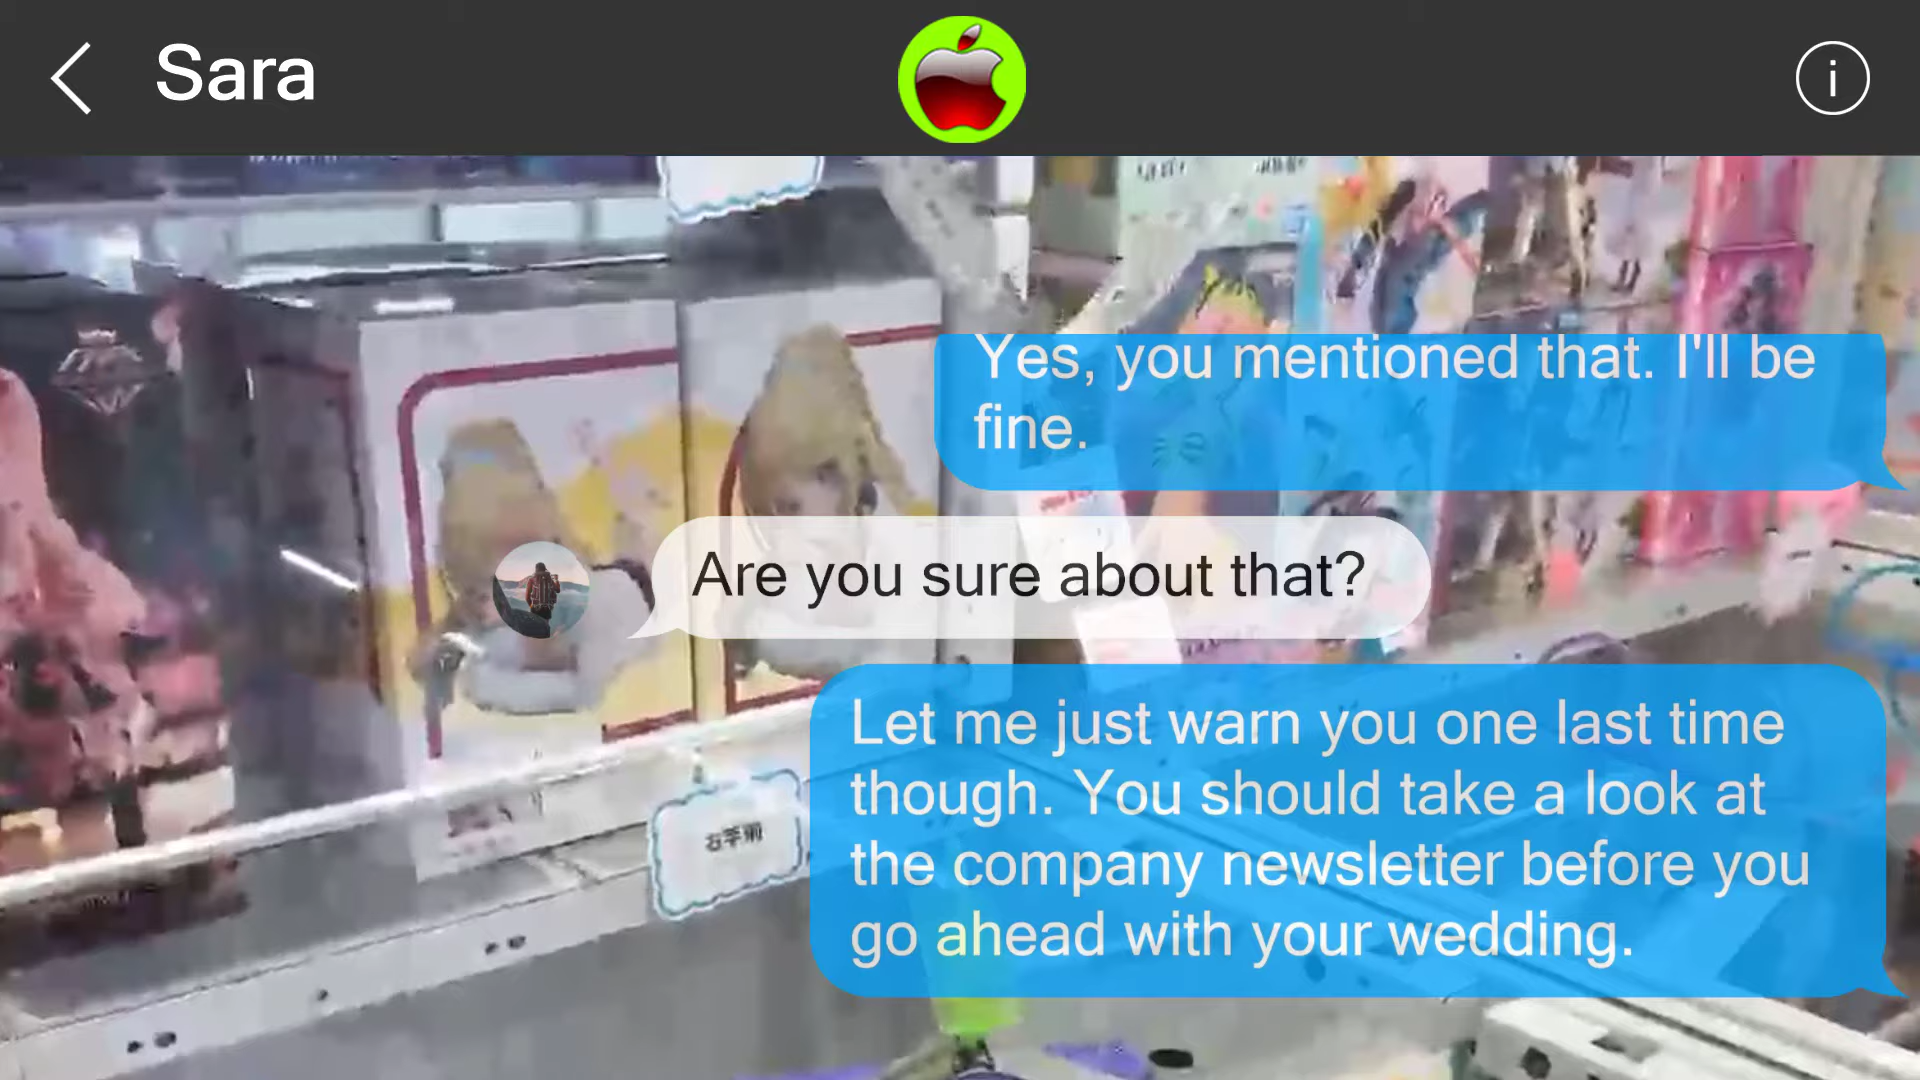 Sara
i
Yes, you mentioned that. I'll be
fine.
Are you sure about that?
Let me just warn you one last time
though. You should take a look at
the company newsletter before you
go ahead with your wedding.